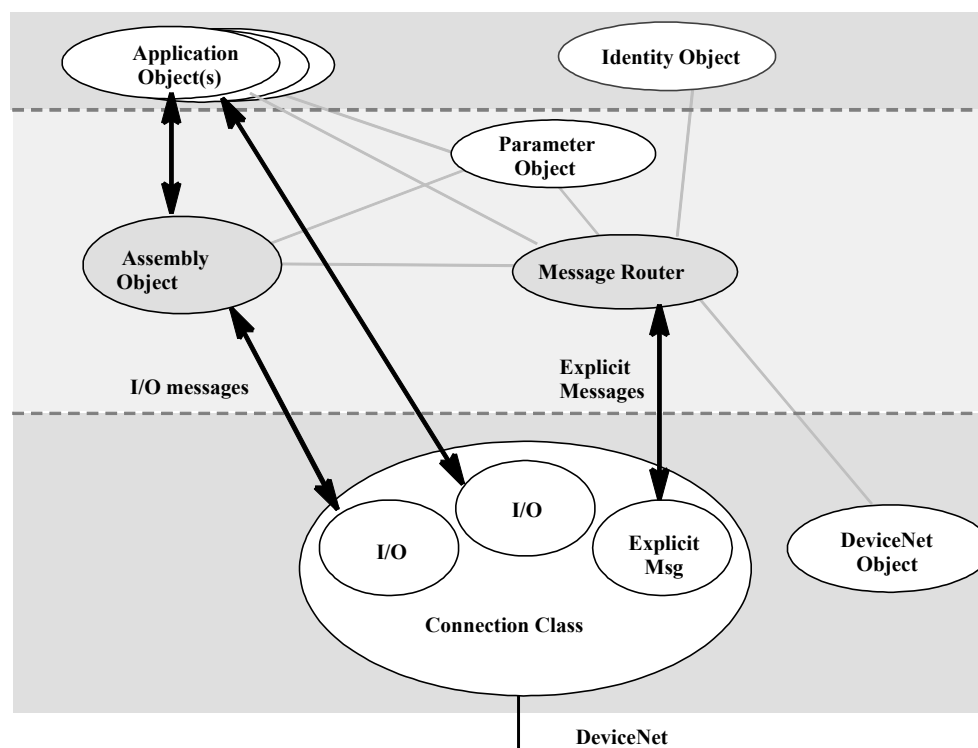 Application
Object(s)
Identity Object
Parameter
Object
Assembly
Object
Message Router
I/O messages
Explicit
Messages
I/O
I/O
Explicit
Msg
DeviceNet
Object
Connection Class
DeviceNet